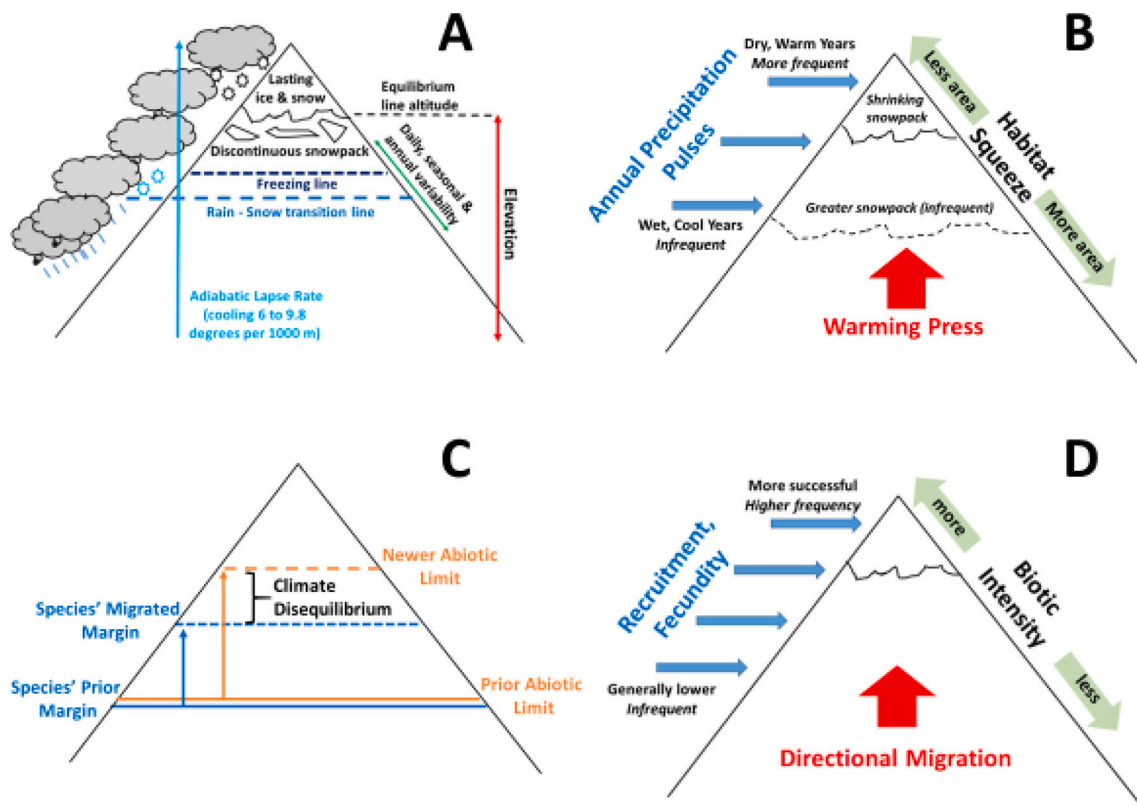 A
Lasting
ice & snow
Equilibrium
line altitude
Discontinuous snowpack
Daily, seasonal &
annual variability
Freezing line
Rain - Snow transition line
Elevation
Adiabatic Lapse Rate
(cooling 6 to 9.8
degrees per 1000 m)
B
Annual Precipitation
Pulses
Dry, Warm Years
More frequent
Less area
Shrinking
snowpack
Habitat
Squeeze
Greater snowpack (infrequent)
Wet, Cool Years
Infrequent
More area
Warming Press
C
Newer Abiotic
Limit
Climate
Disequilibrium
Species' Migrated
Margin
Species' Prior
Margin
Prior Abiotic
Limit
D
More successful
Higher frequency
more
Recruitment,
Fecundity
Biotic
Intensity
Generally lower
Infrequent
less
Directional Migration